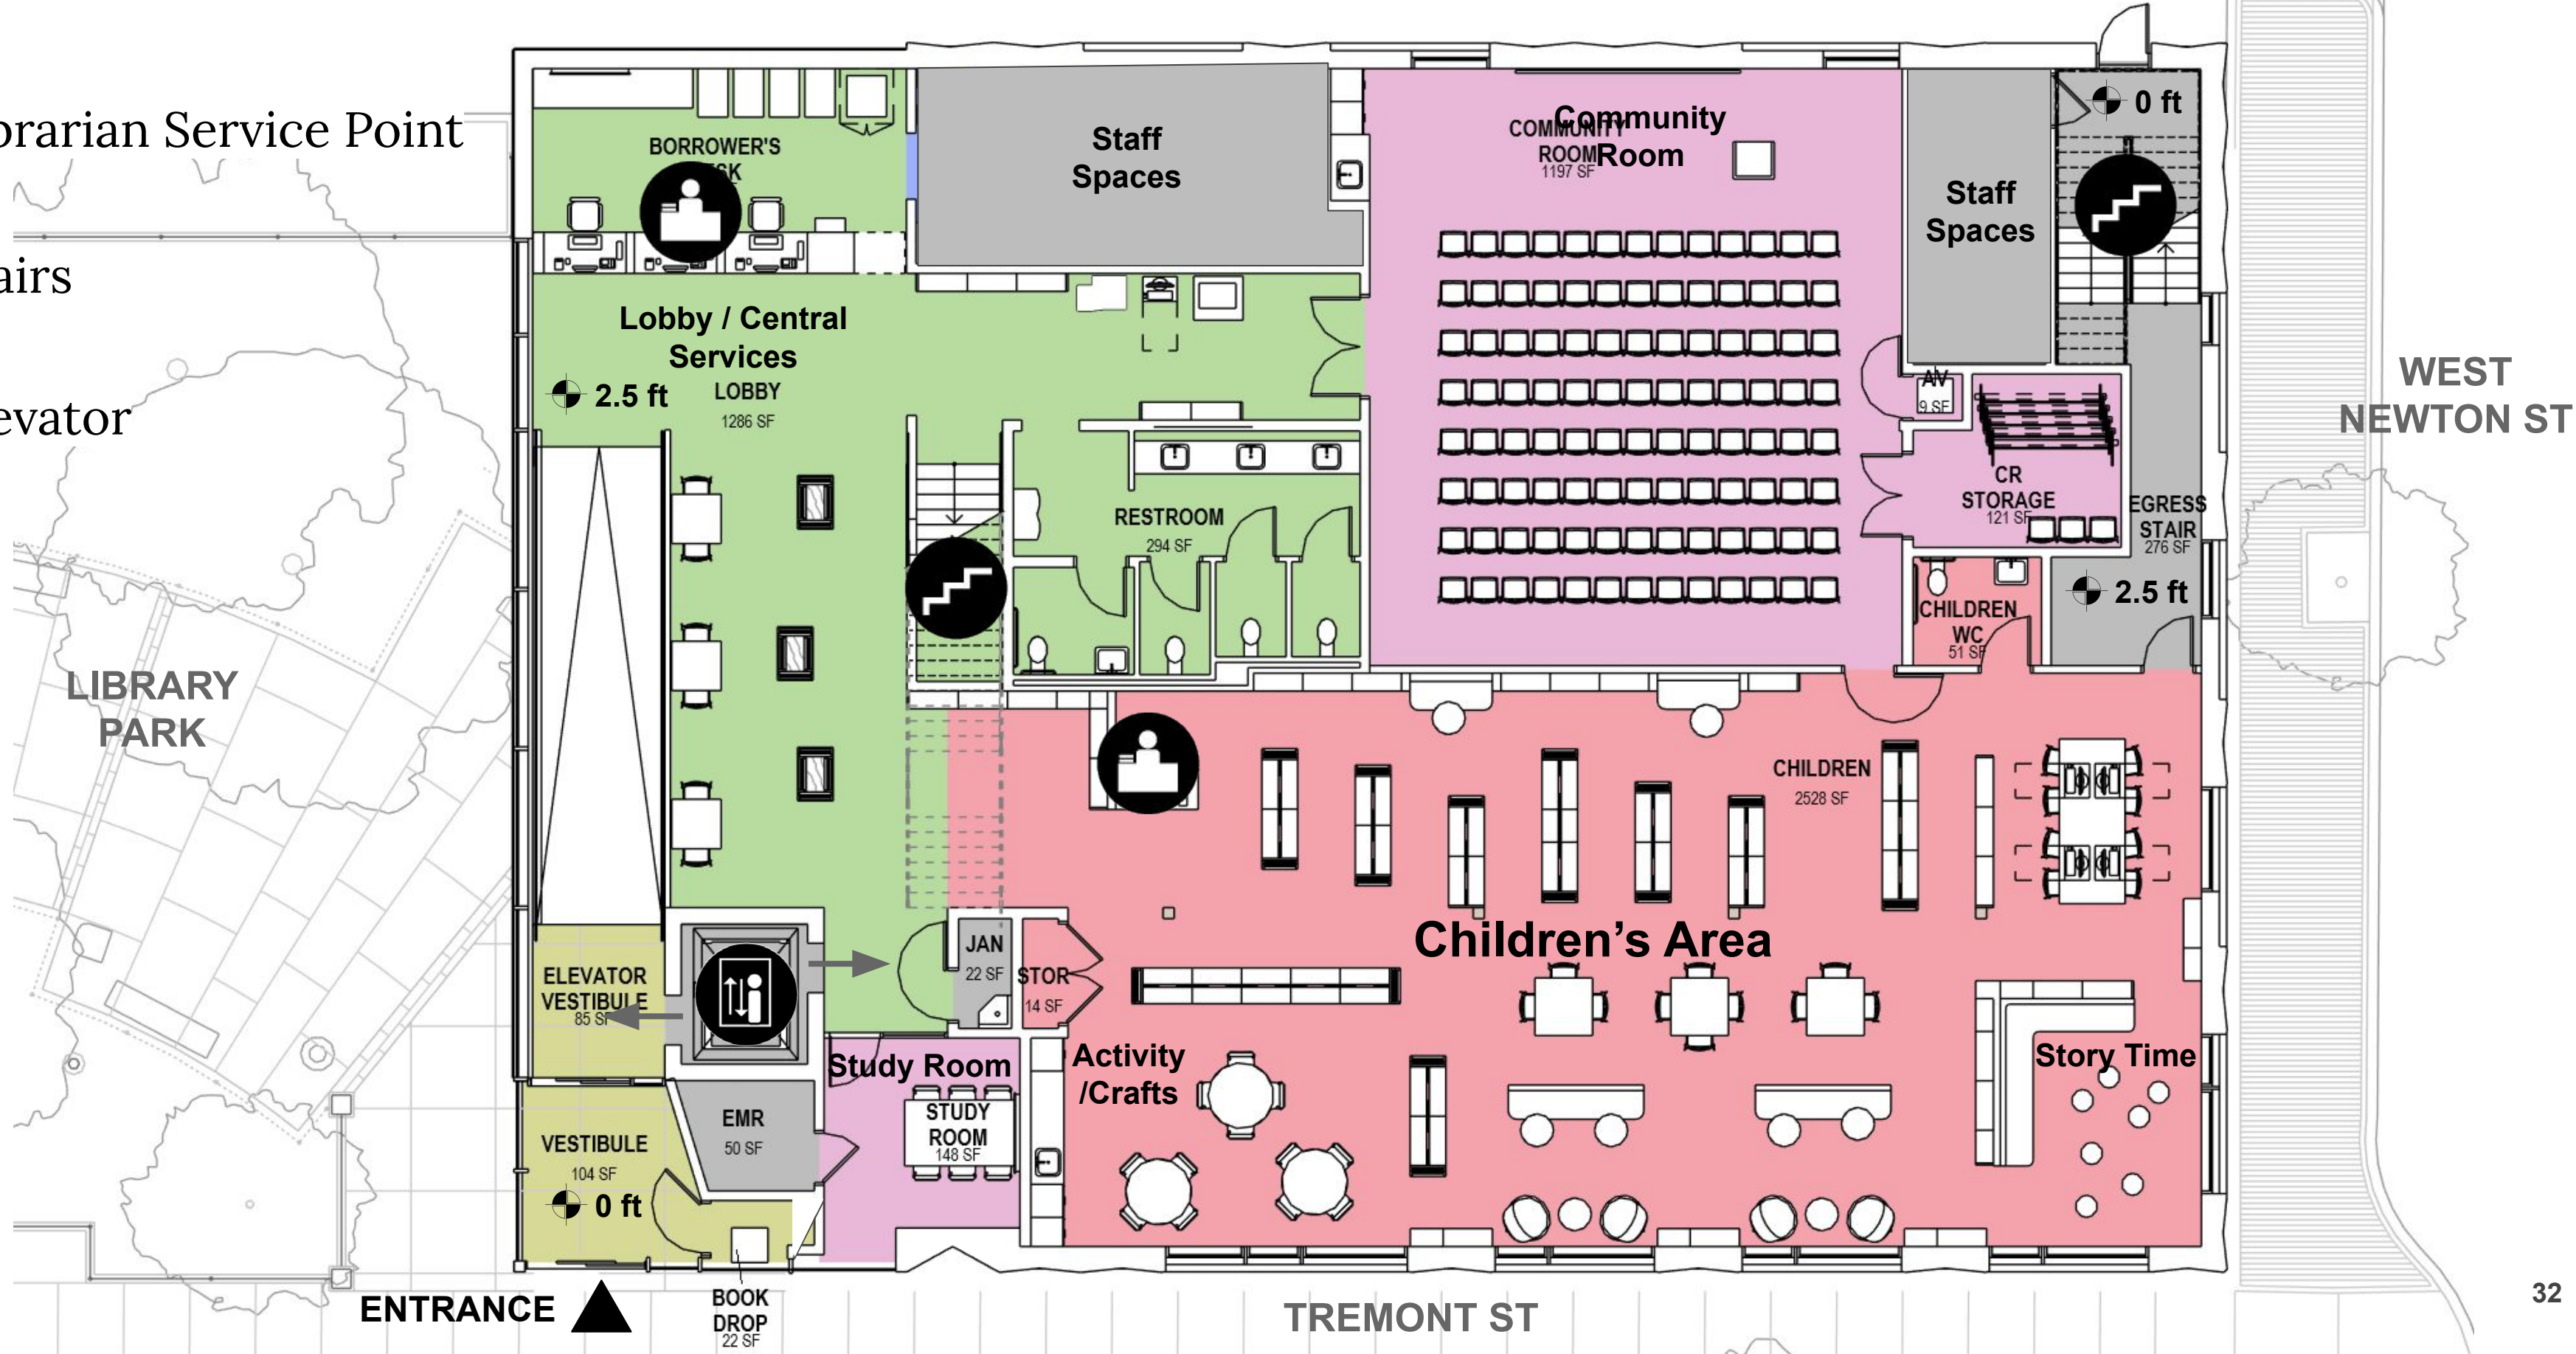 brarian Service Point
airs
evator
BORROWER'S
Staff
Spaces
COMMUNITY
ROOM
1197 SF
Community
Room
Staff
Spaces
0 ft
Lobby / Central
Services
2.5 ft
LOBBY
1286 SF
A/V
9 SF
WEST
NEWTON ST
CR
STORAGE
121 SF
EGRESS
STAIR
276 SF
2.5 ft
RESTROOM
294 SF
CHILDREN
WC
51 SF
LIBRARY
PARK
CHILDREN
2528 SF
Children's Area
JAN
22 SF
STOR
14 SF
ELEVATOR
VESTIBULE
85 SF
Study Room
STUDY
ROOM
148 SF
Activity
/Crafts
Story Time
EMR
50 SF
VESTIBULE
104 SF
0 ft
ENTRANCE
BOOK
DROP
22 SF
TREMONT ST
32